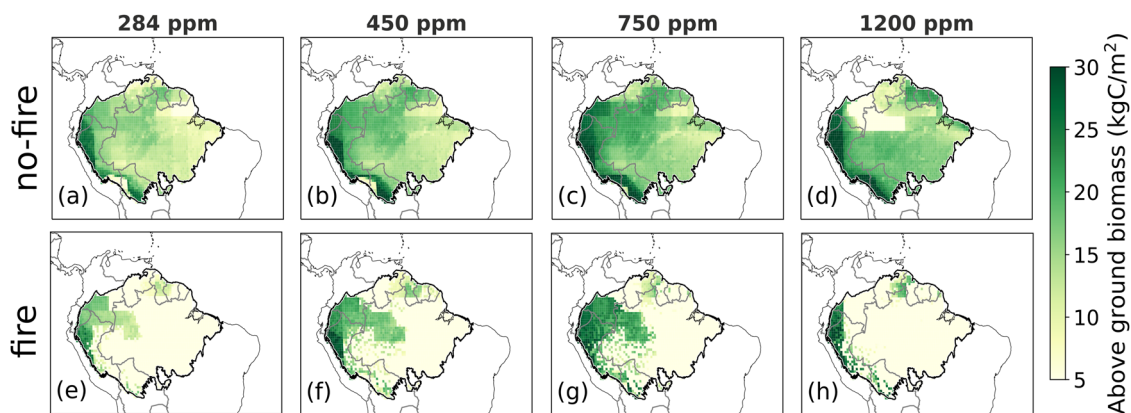 284 ppm 450 ppm 750 ppm 1200 ppm
no-fire
(a) (b) (c) (d)
fire
(e) (f) (g) (h)
30
25
20
15
10
5
Above ground biomass (kgC/m²)